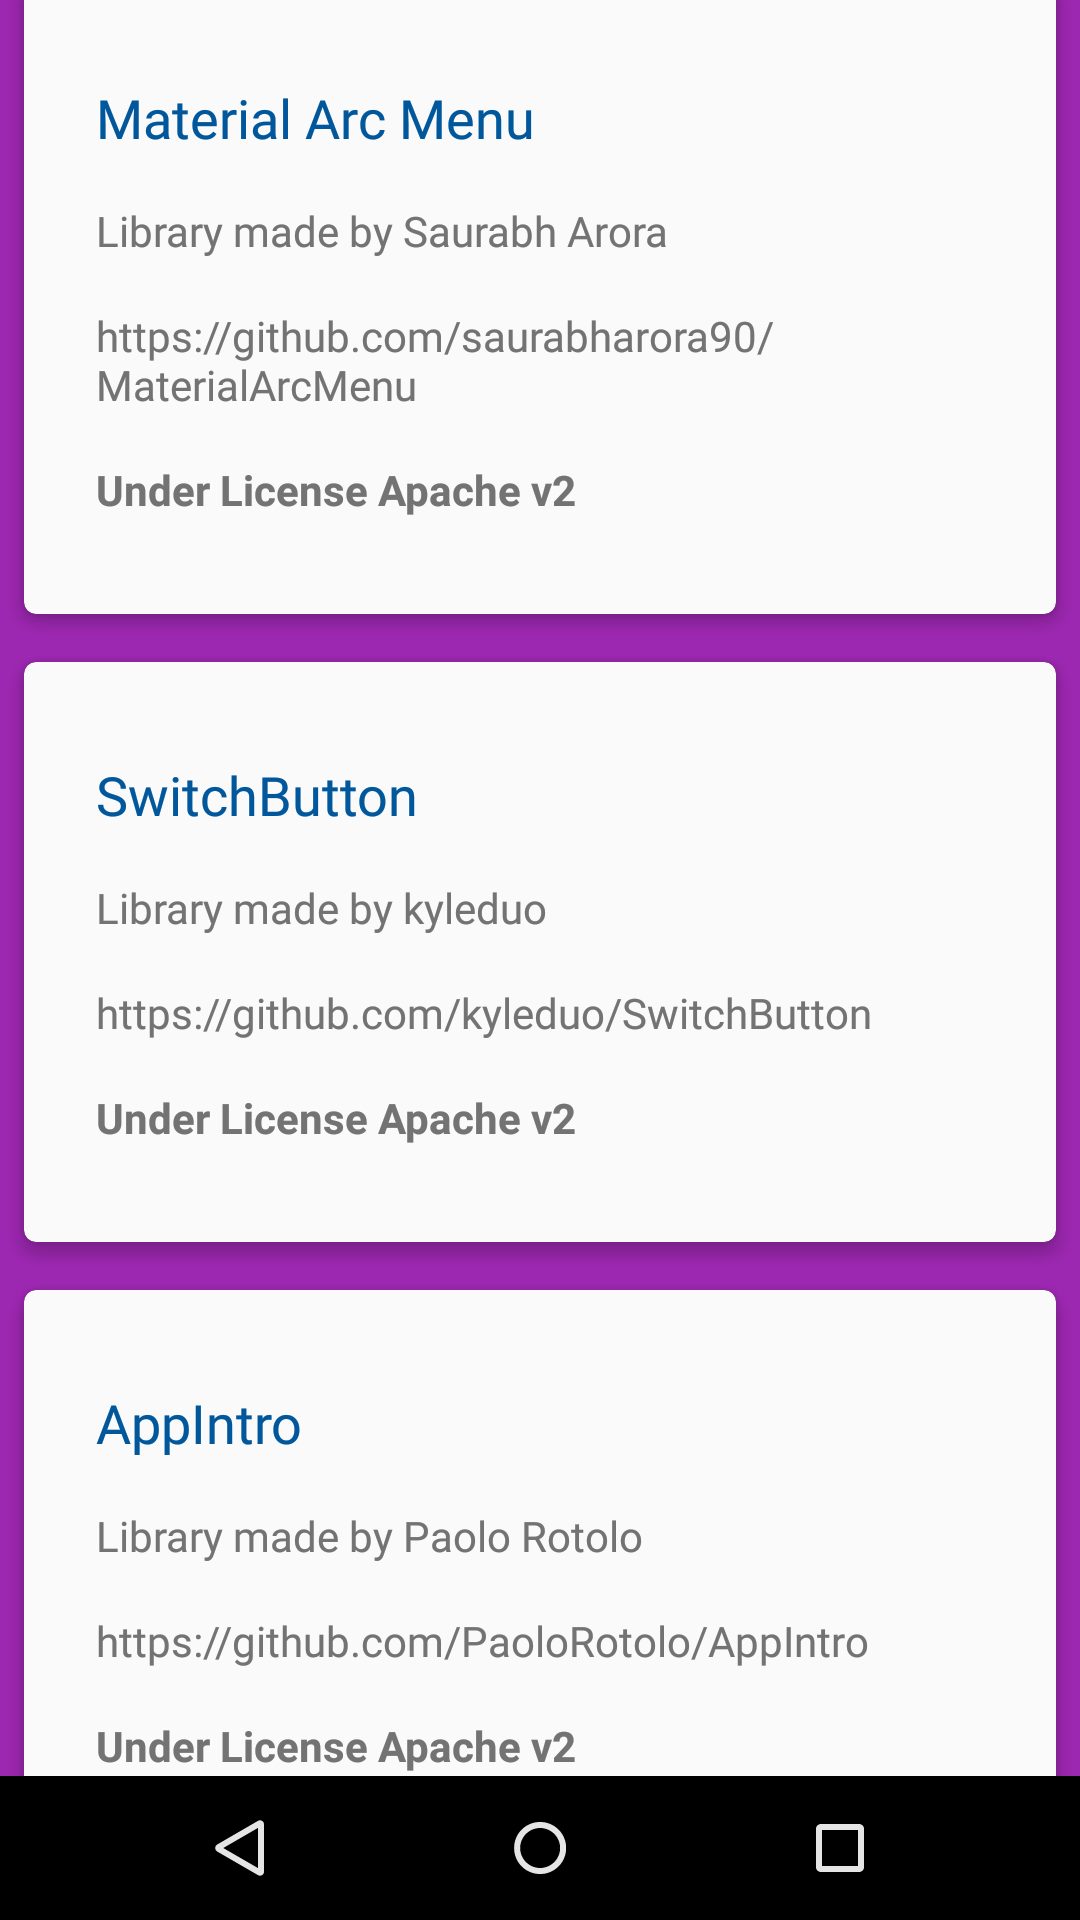 Material Arc Menu
Library made by Saurabh Arora
https://github.com/saurabharora90/
MaterialArcMenu
Under License Apache v2
SwitchButton
Library made by kyleduo
https://github.com/kyleduo/SwitchButton
Under License Apache v2
AppIntro
Library made by Paolo Rotolo
https://github.com/PaoloRotolo/AppIntro
Under License Apache v2